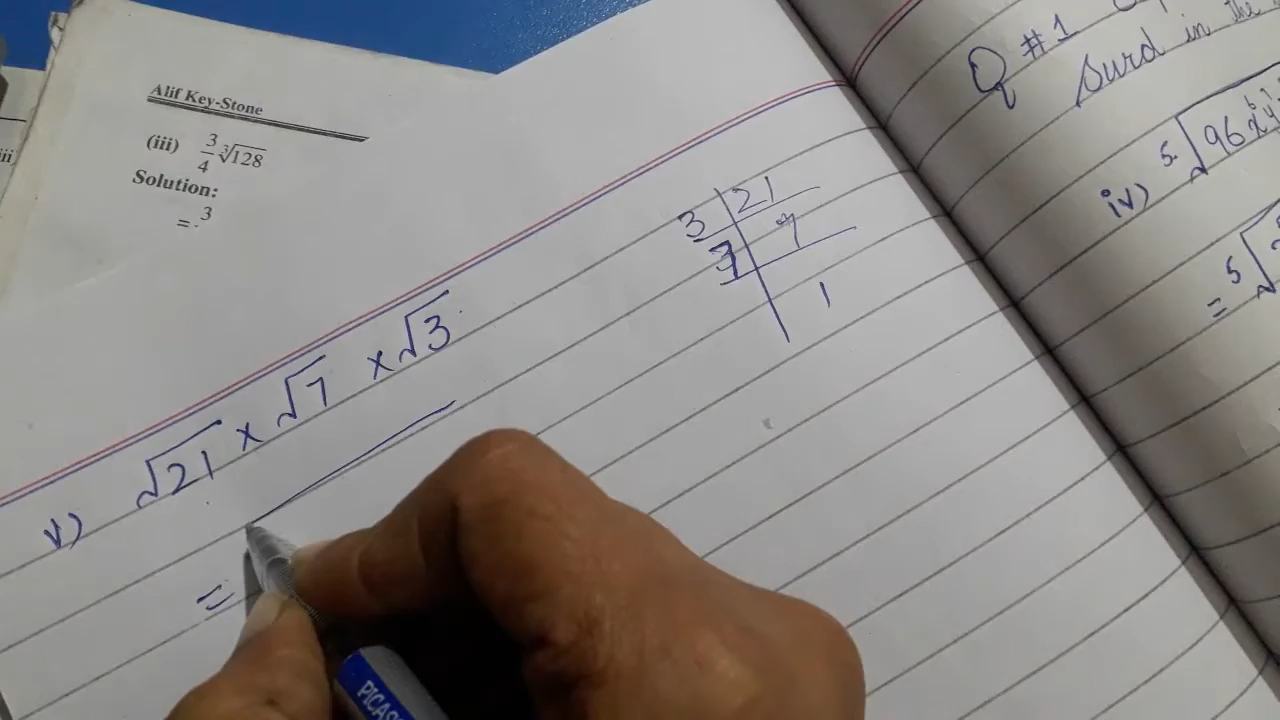 Alif Key-Stone
(iii) 3/4 ∛128
Solution:
= 3
v) √21 × √7 × √3
=
3 | 21
7 | 7
1
Q #1
Surd in the
iv) ⁵√96
= ⁵√
PICAS